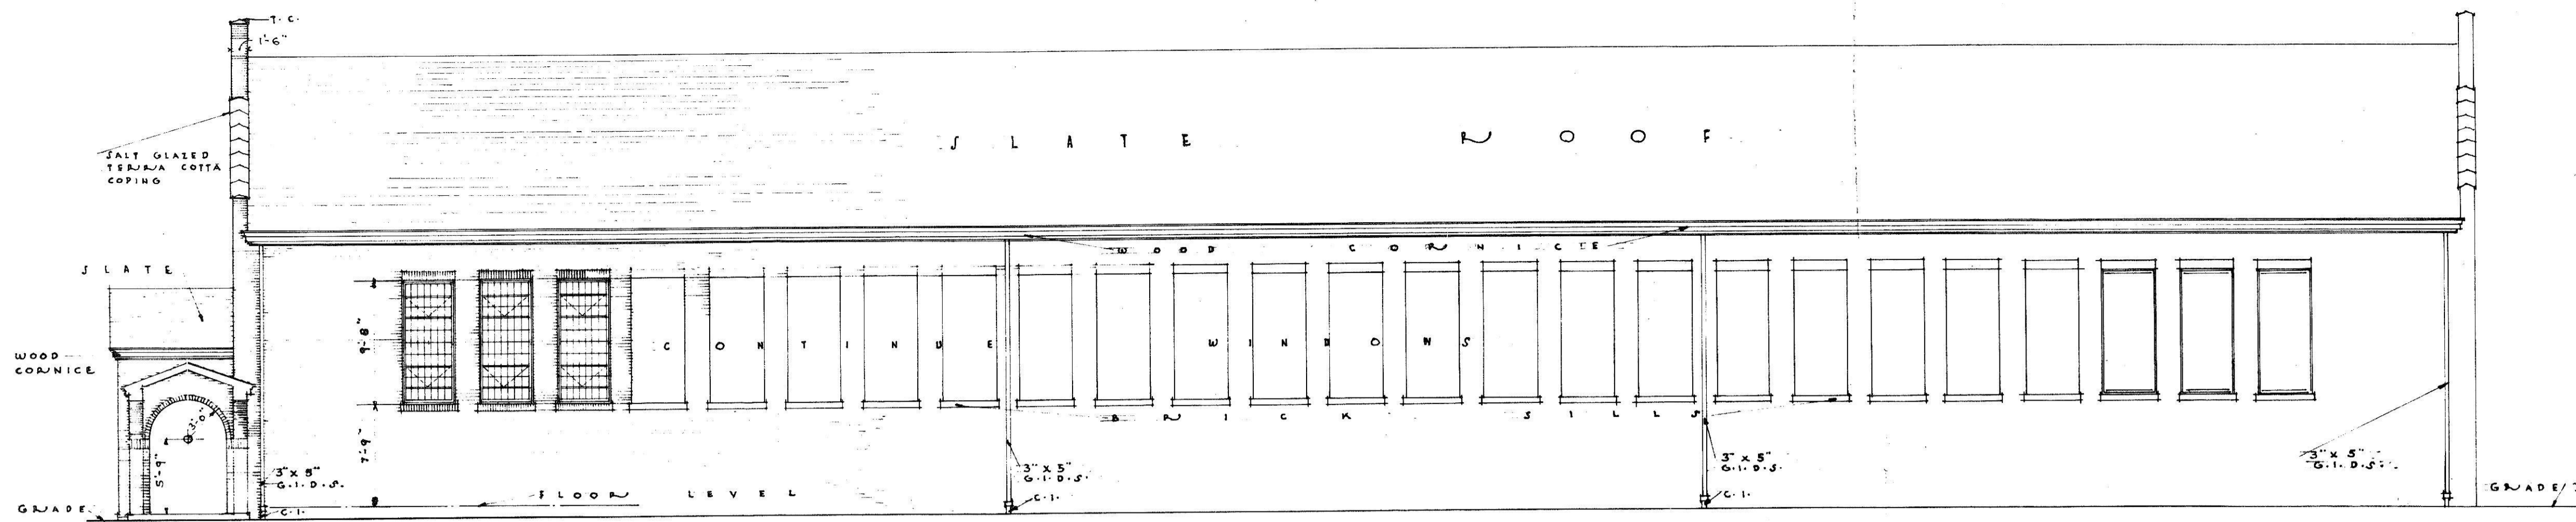 T. C.
1'-6"
SLATE ROOF
SALT GLAZED
TERRA COTTA
COPING
WOOD CORNICE
SLATE
9'-8"
CONTINUE WINDOWS
WOOD
CORNICE
BRICK SILLS
3'-0"
7'-9"
5'-9"
3" x 5"
G.I.D.S.
3" x 5"
G.I.D.S.
3" x 5"
G.I.D.S.
3" x 5"
G.I.D.S.
FLOOR LEVEL
C.I.
C.I.
C.I.
GRADE
GRADE